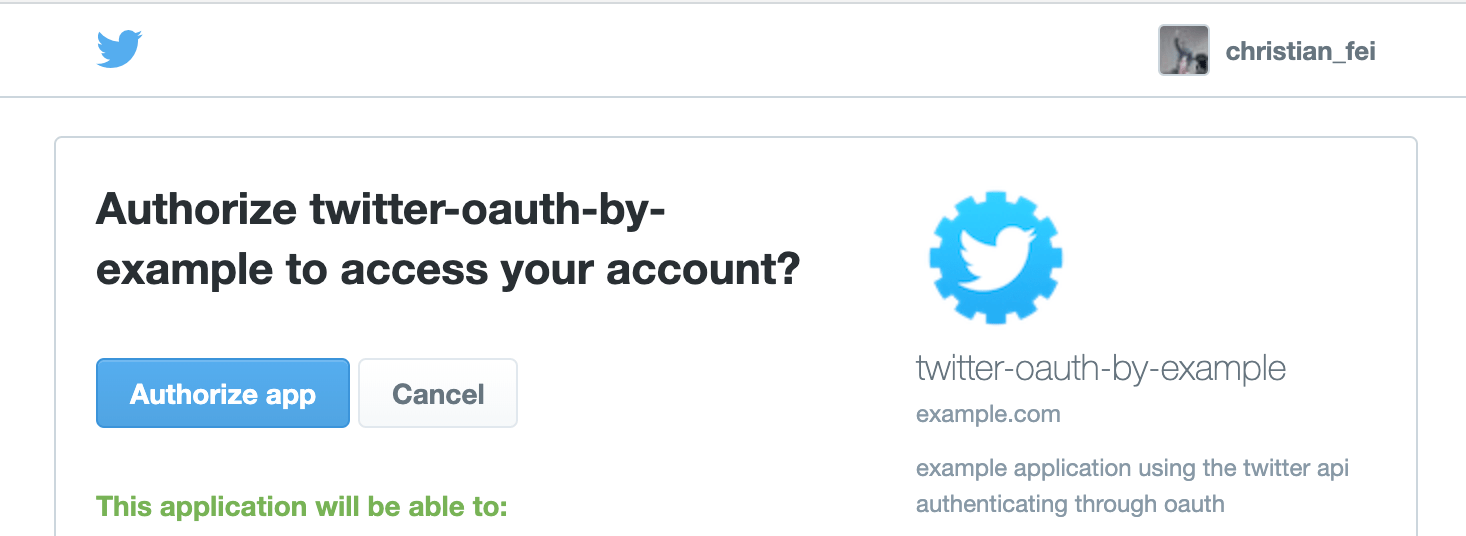 christian_fei
Authorize twitter-oauth-by-
example to access your account?
Authorize app
Cancel
This application will be able to:
twitter-oauth-by-example
example.com
example application using the twitter api
authenticating through oauth